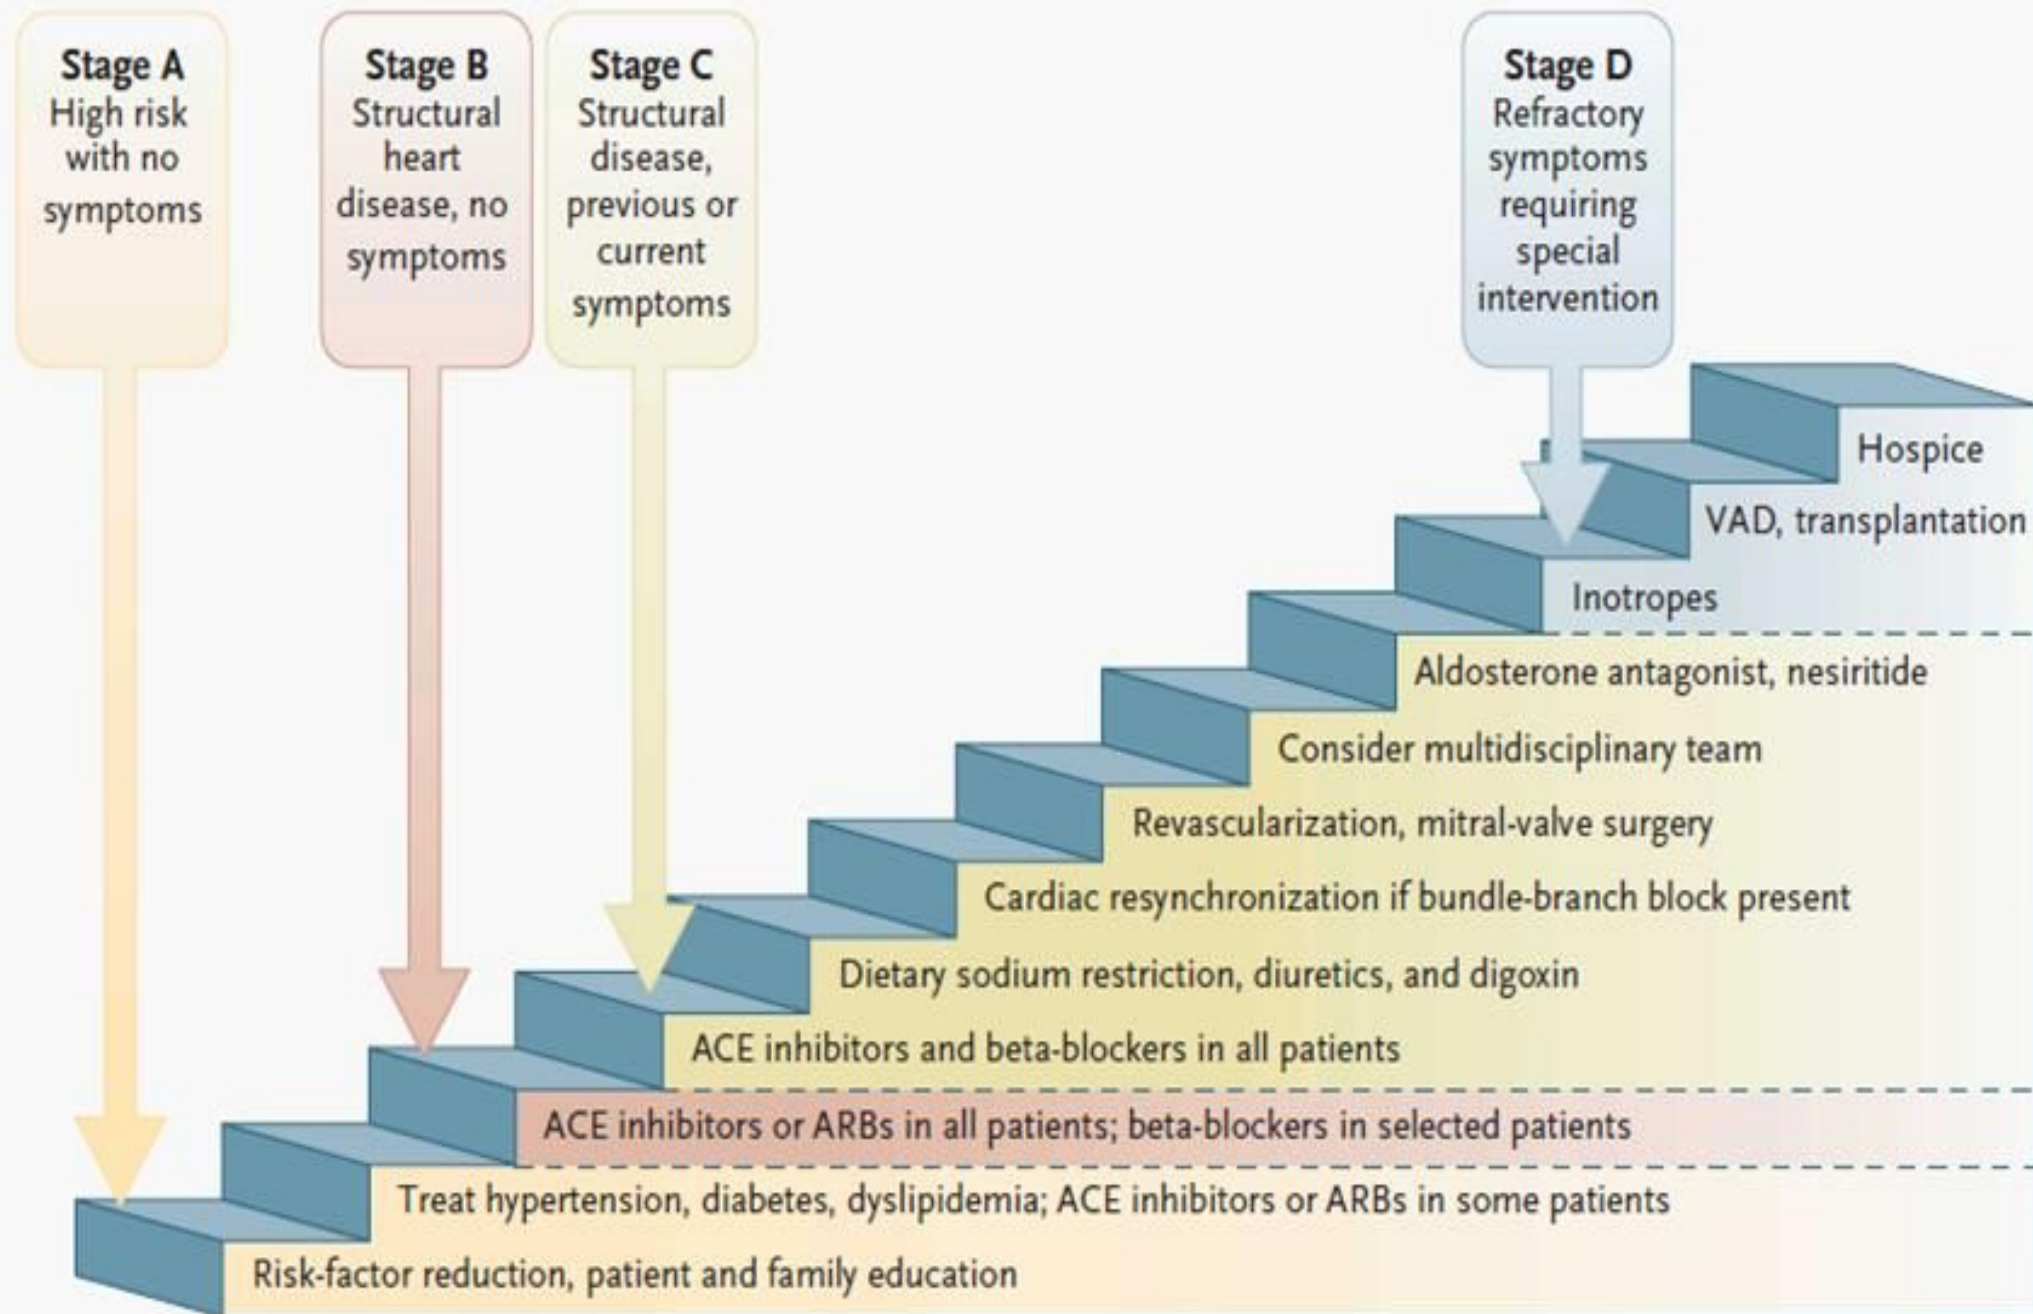 Stage A
High risk
with no
symptoms
Stage B
Structural
heart
disease, no
symptoms
Stage C
Structural
disease,
previous or
current
symptoms
Stage D
Refractory
symptoms
requiring
special
intervention
Hospice
VAD, transplantation
Inotropes
Aldosterone antagonist, nesiritide
Consider multidisciplinary team
Revascularization, mitral-valve surgery
Cardiac resynchronization if bundle-branch block present
Dietary sodium restriction, diuretics, and digoxin
ACE inhibitors and beta-blockers in all patients
ACE inhibitors or ARBs in all patients; beta-blockers in selected patients
Treat hypertension, diabetes, dyslipidemia; ACE inhibitors or ARBs in some patients
Risk-factor reduction, patient and family education